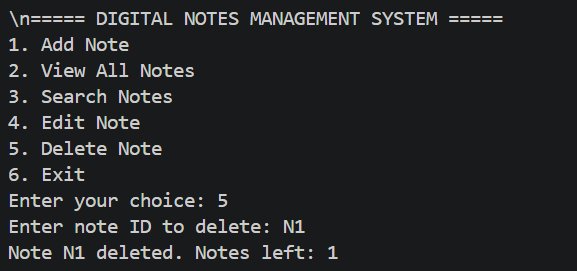 \n===== DIGITAL NOTES MANAGEMENT SYSTEM =====
1. Add Note
2. View All Notes
3. Search Notes
4. Edit Note
5. Delete Note
6. Exit
Enter your choice: 5
Enter note ID to delete: N1
Note N1 deleted. Notes left: 1